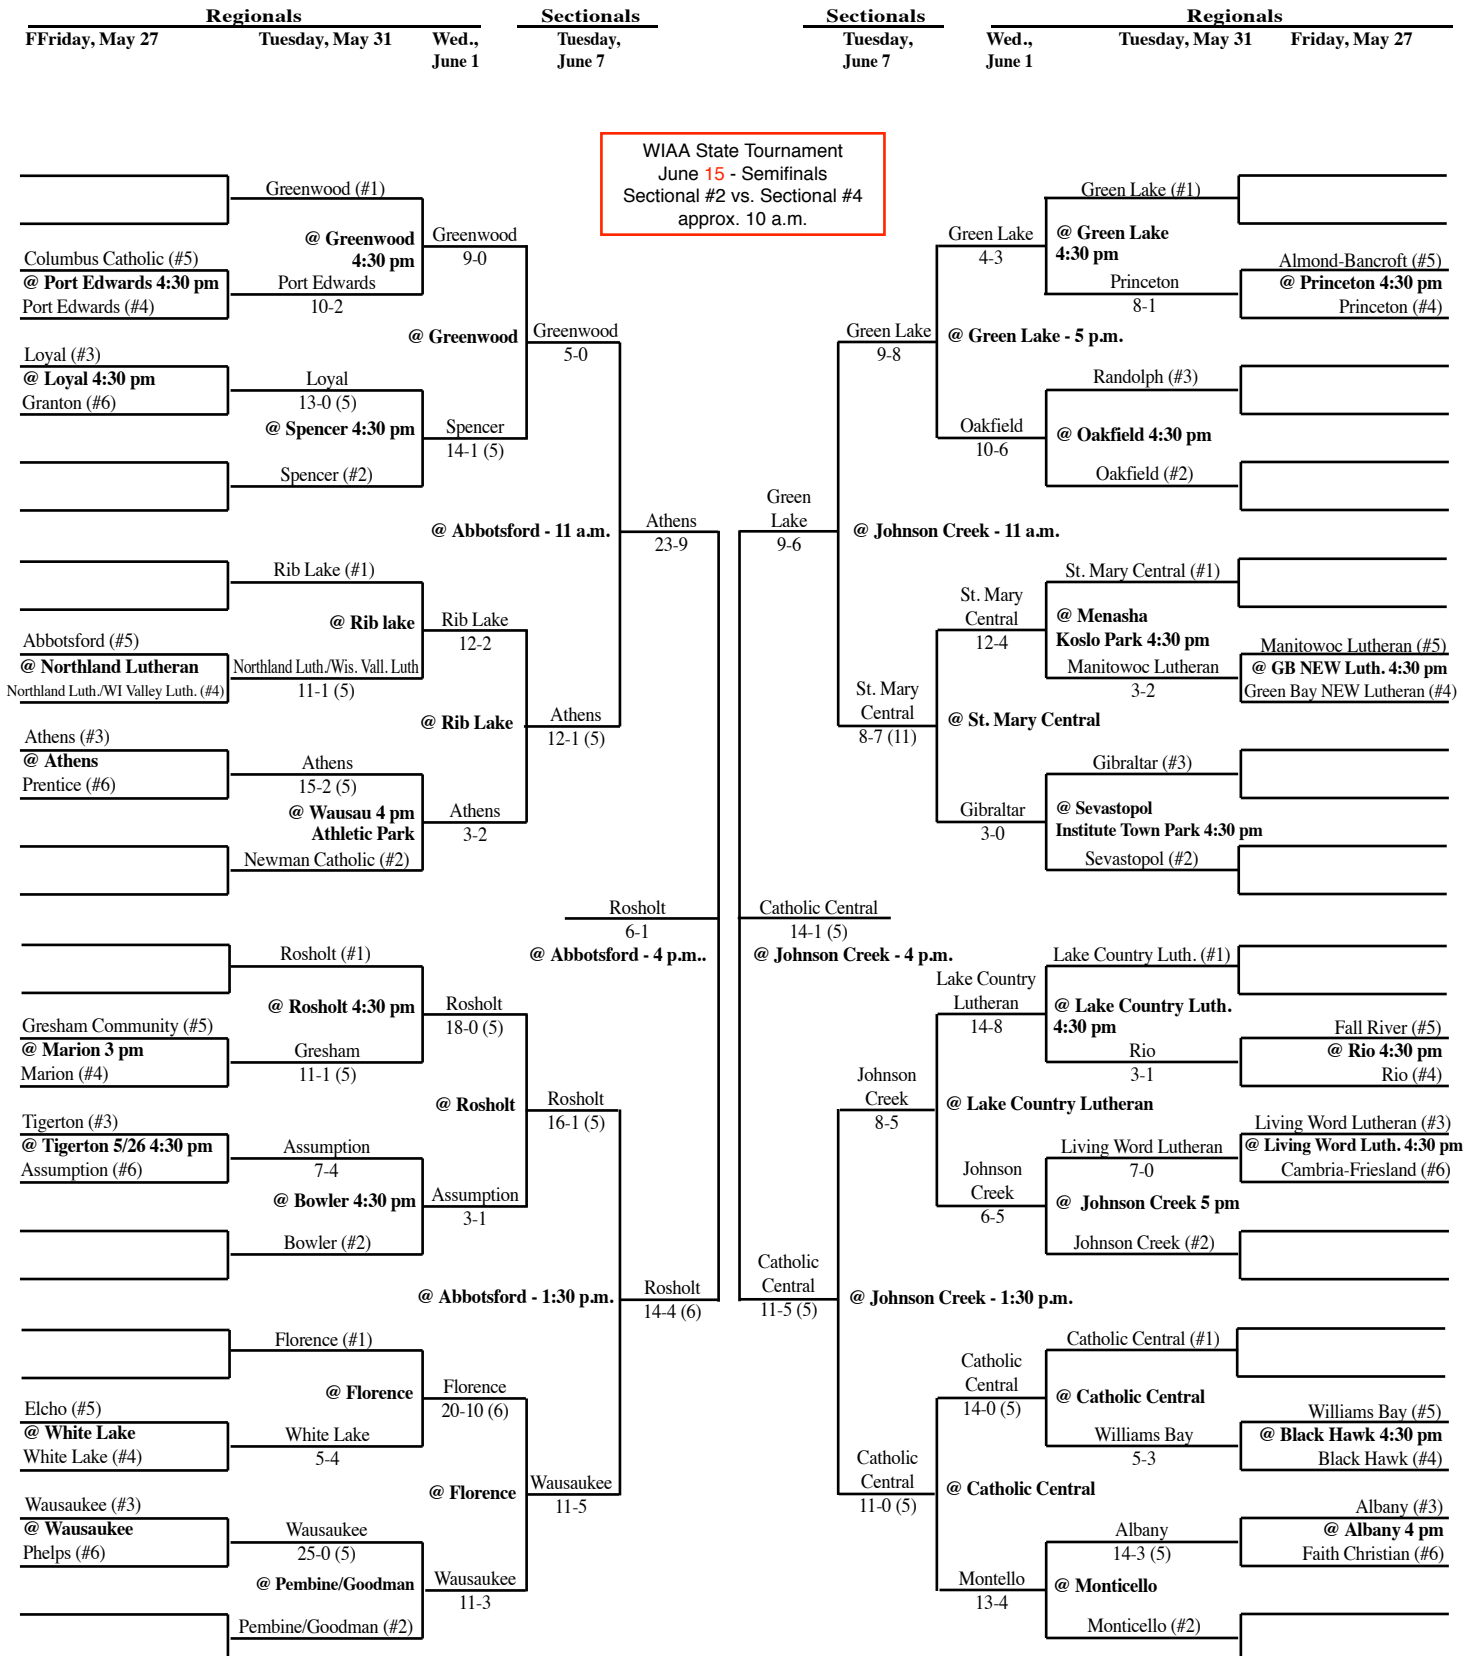 Regionals
Sectionals
Sectionals
Regionals
FFriday, May 27
Tuesday, May 31
Wed.,
June 1
Tuesday,
June 7
Tuesday,
June 7
Wed.,
June 1
Tuesday, May 31
Friday, May 27
WIAA State Tournament
June 15 - Semifinals
Sectional #2 vs. Sectional #4
approx. 10 a.m.
Greenwood (#1)
@ Greenwood
4:30 pm
Columbus Catholic (#5)
@ Port Edwards 4:30 pm
Port Edwards (#4)
Port Edwards
10-2
Greenwood
9-0
@ Greenwood
Loyal (#3)
@ Loyal 4:30 pm
Granton (#6)
Loyal
13-0 (5)
@ Spencer 4:30 pm
Spencer (#2)
Spencer
14-1 (5)
Greenwood
5-0
@ Abbotsford - 11 a.m.
Athens
23-9
Rib Lake (#1)
@ Rib lake
Abbotsford (#5)
@ Northland Lutheran
Northland Luth./WI Valley Luth. (#4)
Northland Luth./Wis. Vall. Luth
11-1 (5)
Rib Lake
12-2
@ Rib Lake
Athens
12-1 (5)
Athens (#3)
@ Athens
Prentice (#6)
Athens
15-2 (5)
@ Wausau 4 pm
Athletic Park
Newman Catholic (#2)
Athens
3-2
Rosholt
6-1
@ Abbotsford - 4 p.m..
Rosholt (#1)
@ Rosholt 4:30 pm
Gresham Community (#5)
@ Marion 3 pm
Marion (#4)
Gresham
11-1 (5)
Rosholt
18-0 (5)
@ Rosholt
Rosholt
16-1 (5)
Tigerton (#3)
@ Tigerton 5/26 4:30 pm
Assumption (#6)
Assumption
7-4
@ Bowler 4:30 pm
Bowler (#2)
Assumption
3-1
@ Abbotsford - 1:30 p.m.
Rosholt
14-4 (6)
Florence (#1)
@ Florence
Elcho (#5)
@ White Lake
White Lake (#4)
White Lake
5-4
Florence
20-10 (6)
@ Florence
Wausaukee
11-5
Wausaukee (#3)
@ Wausaukee
Phelps (#6)
Wausaukee
25-0 (5)
@ Pembine/Goodman
Pembine/Goodman (#2)
Wausaukee
11-3
Green Lake (#1)
@ Green Lake
4:30 pm
Almond-Bancroft (#5)
@ Princeton 4:30 pm
Princeton (#4)
Princeton
8-1
Green Lake
4-3
Green Lake
9-8
@ Green Lake - 5 p.m.
Randolph (#3)
@ Oakfield 4:30 pm
Oakfield (#2)
Oakfield
10-6
Green
Lake
9-6
@ Johnson Creek - 11 a.m.
St. Mary Central (#1)
@ Menasha
Koslo Park 4:30 pm
Manitowoc Lutheran (#5)
@ GB NEW Luth. 4:30 pm
Green Bay NEW Lutheran (#4)
Manitowoc Lutheran
3-2
St. Mary
Central
12-4
St. Mary
Central
8-7 (11)
@ St. Mary Central
Gibraltar (#3)
@ Sevastopol
Institute Town Park 4:30 pm
Sevastopol (#2)
Gibraltar
3-0
Catholic Central
14-1 (5)
@ Johnson Creek - 4 p.m.
Lake Country Luth. (#1)
@ Lake Country Luth.
4:30 pm
Fall River (#5)
@ Rio 4:30 pm
Rio (#4)
Rio
3-1
Lake Country
Lutheran
14-8
Johnson
Creek
8-5
@ Lake Country Lutheran
Living Word Lutheran (#3)
@ Living Word Luth. 4:30 pm
Cambria-Friesland (#6)
Living Word Lutheran
7-0
@ Johnson Creek 5 pm
Johnson Creek (#2)
Johnson
Creek
6-5
Catholic
Central
11-5 (5)
@ Johnson Creek - 1:30 p.m.
Catholic Central (#1)
@ Catholic Central
Williams Bay (#5)
@ Black Hawk 4:30 pm
Black Hawk (#4)
Williams Bay
5-3
Catholic
Central
14-0 (5)
Catholic
Central
11-0 (5)
@ Catholic Central
Albany (#3)
@ Albany 4 pm
Faith Christian (#6)
Albany
14-3 (5)
@ Monticello
Monticello (#2)
Montello
13-4